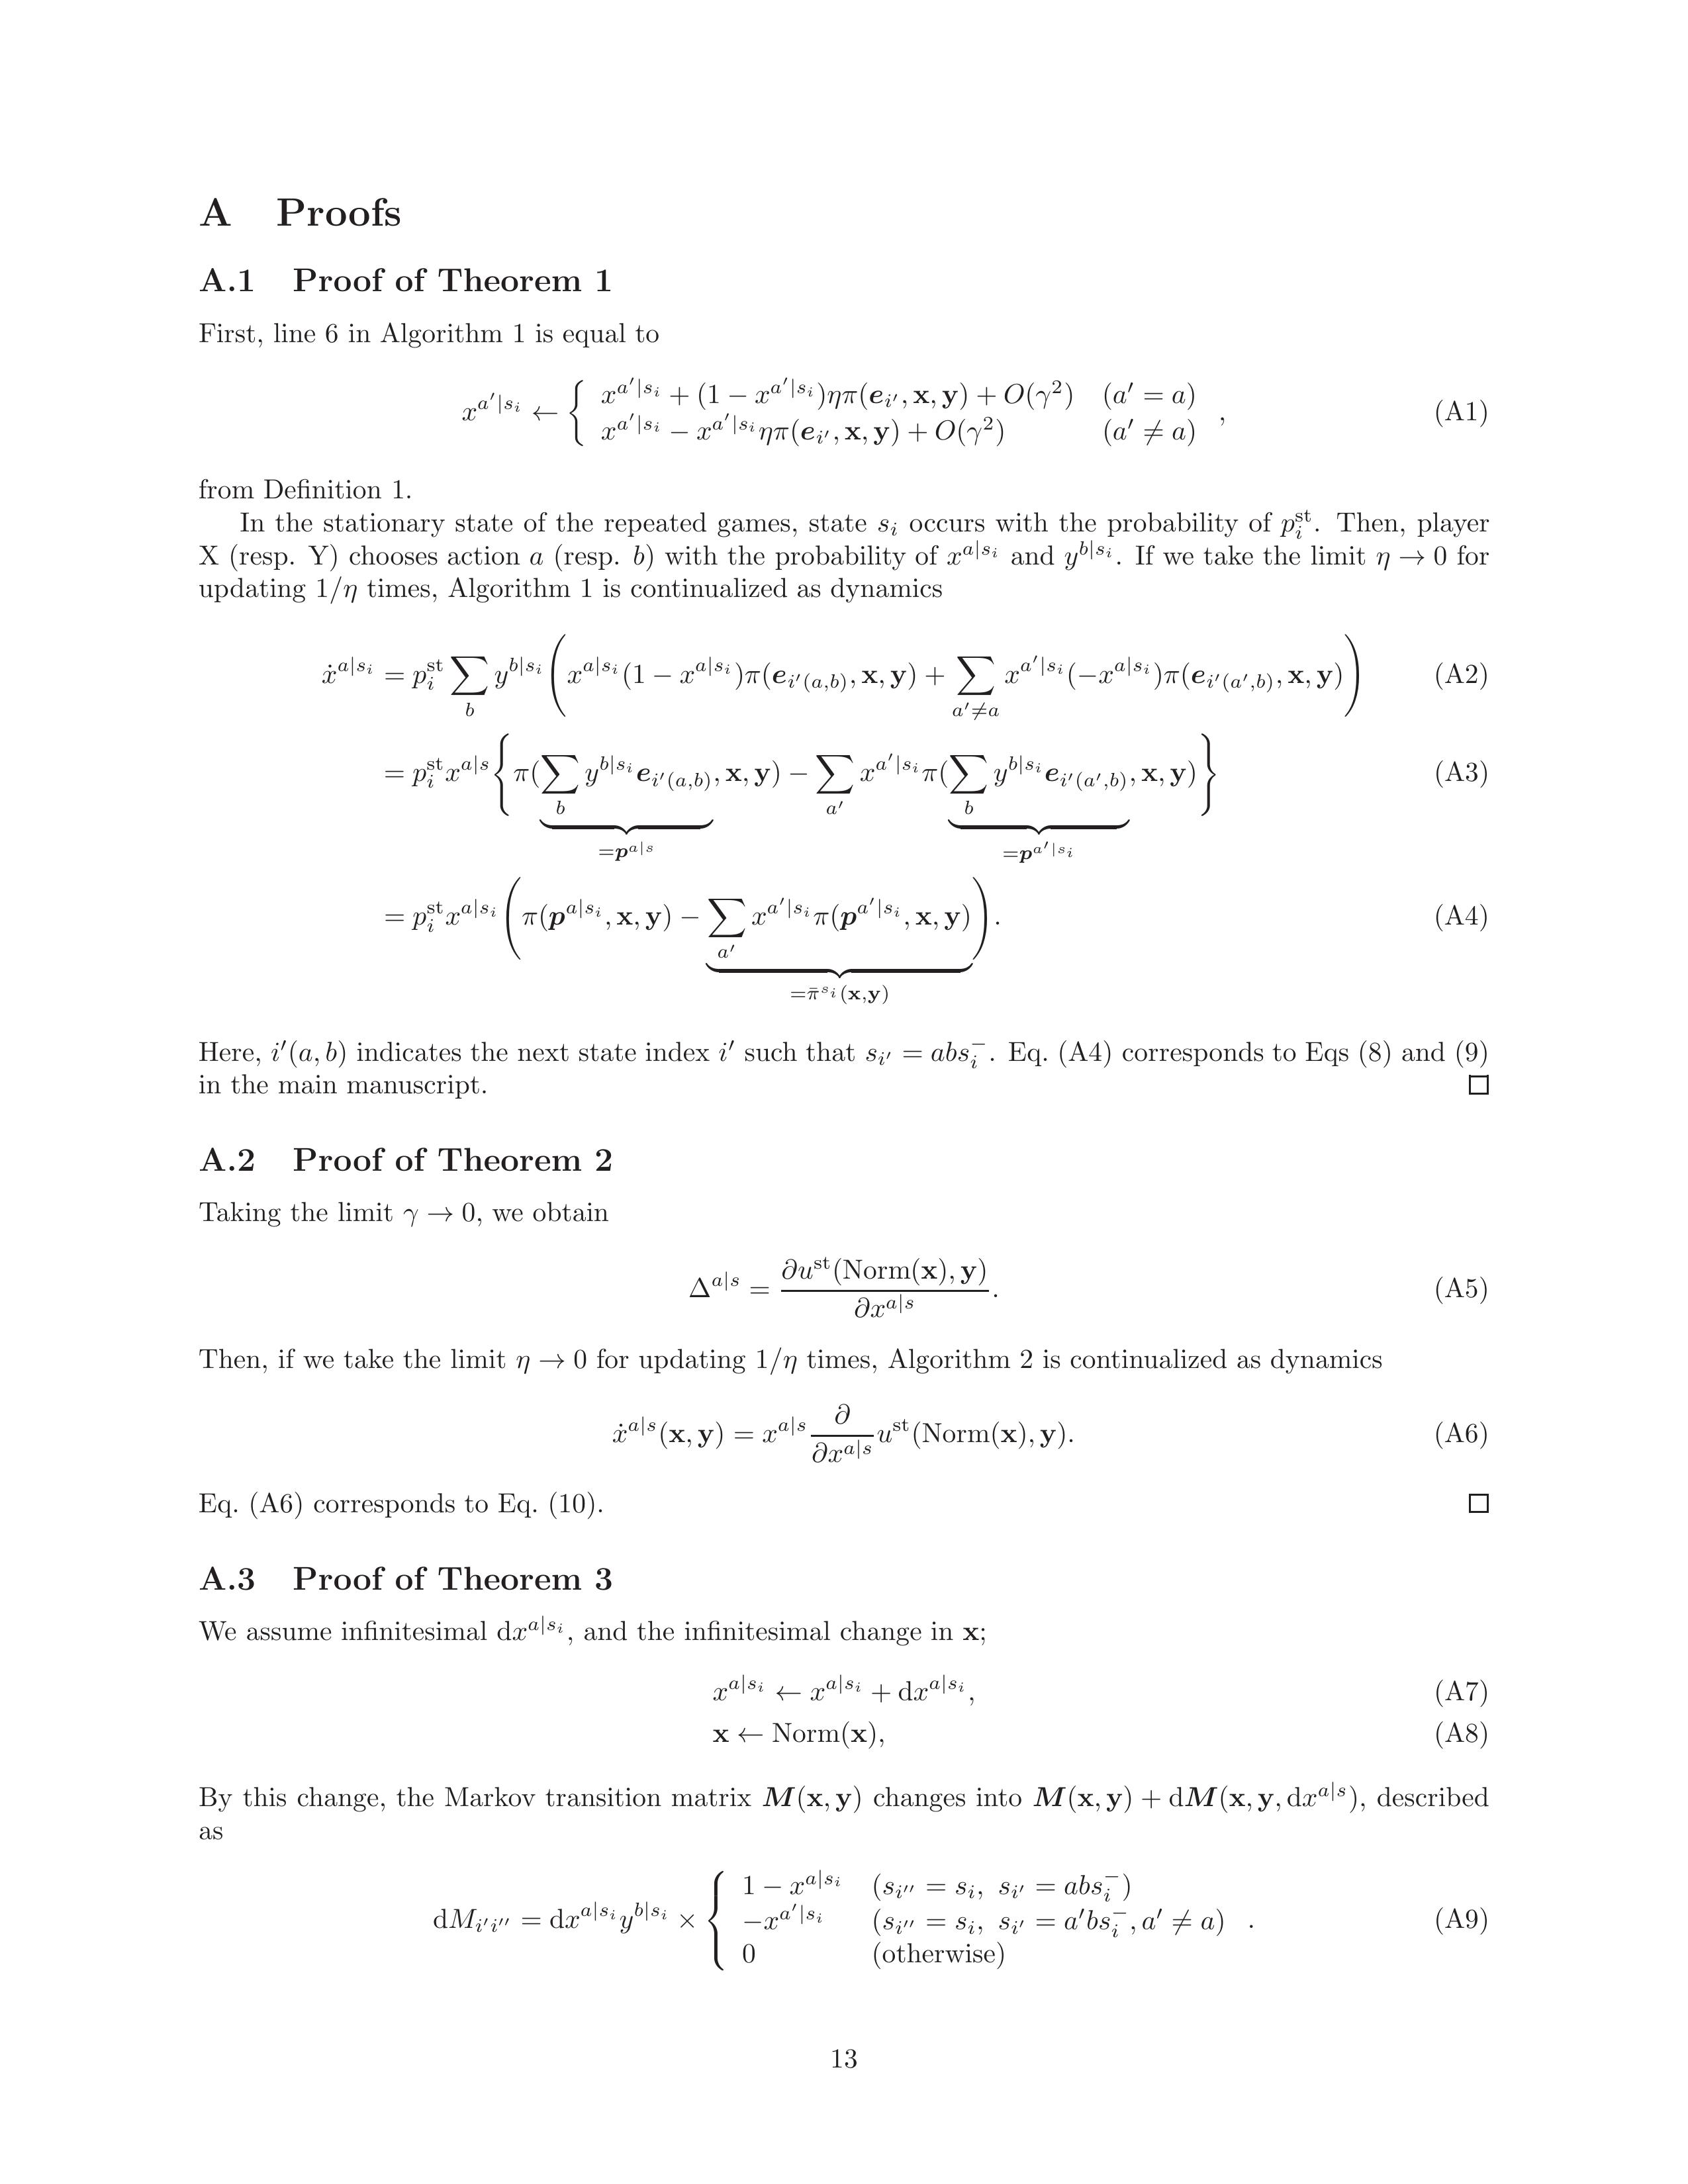 A Proofs
A.1 Proof of Theorem 1
First, line 6 in Algorithm 1 is equal to
$$x^{a'|s_i} \leftarrow \left\{ \begin{array}{ll} x^{a'|s_i} + (1 - x^{a'|s_i})\eta\pi(\boldsymbol{e}_{i'}, \mathbf{x}, \mathbf{y}) + O(\gamma^2) & (a' = a) \\ x^{a'|s_i} - x^{a'|s_i}\eta\pi(\boldsymbol{e}_{i'}, \mathbf{x}, \mathbf{y}) + O(\gamma^2) & (a' \neq a) \end{array} \right. , \quad (A1)$$
from Definition 1.
In the stationary state of the repeated games, state $s_i$ occurs with the probability of $p_i^{\mathrm{st}}$. Then, player
X (resp. Y) chooses action $a$ (resp. $b$) with the probability of $x^{a|s_i}$ and $y^{b|s_i}$. If we take the limit $\eta \to 0$ for
updating $1/\eta$ times, Algorithm 1 is continualized as dynamics
$$\dot{x}^{a|s_i} = p_i^{\mathrm{st}} \sum_b y^{b|s_i} \left( x^{a|s_i}(1 - x^{a|s_i})\pi(\boldsymbol{e}_{i'(a,b)}, \mathbf{x}, \mathbf{y}) + \sum_{a' \neq a} x^{a'|s_i}(-x^{a|s_i})\pi(\boldsymbol{e}_{i'(a',b)}, \mathbf{x}, \mathbf{y}) \right) \quad (A2)$$
$$= p_i^{\mathrm{st}} x^{a|s} \left\{ \pi(\underbrace{\sum_b y^{b|s_i} \boldsymbol{e}_{i'(a,b)}}_{=\boldsymbol{p}^{a|s}}, \mathbf{x}, \mathbf{y}) - \sum_{a'} x^{a'|s_i} \pi(\underbrace{\sum_b y^{b|s_i} \boldsymbol{e}_{i'(a',b)}}_{=\boldsymbol{p}^{a'|s_i}}, \mathbf{x}, \mathbf{y}) \right\} \quad (A3)$$
$$= p_i^{\mathrm{st}} x^{a|s_i} \left( \pi(\boldsymbol{p}^{a|s_i}, \mathbf{x}, \mathbf{y}) - \underbrace{\sum_{a'} x^{a'|s_i} \pi(\boldsymbol{p}^{a'|s_i}, \mathbf{x}, \mathbf{y})}_{=\bar{\pi}^{s_i}(\mathbf{x},\mathbf{y})} \right). \quad (A4)$$
Here, $i'(a, b)$ indicates the next state index $i'$ such that $s_{i'} = abs_i^-$. Eq. (A4) corresponds to Eqs (8) and (9)
in the main manuscript. □
A.2 Proof of Theorem 2
Taking the limit $\gamma \to 0$, we obtain
$$\Delta^{a|s} = \frac{\partial u^{\mathrm{st}}(\mathrm{Norm}(\mathbf{x}), \mathbf{y})}{\partial x^{a|s}}. \quad (A5)$$
Then, if we take the limit $\eta \to 0$ for updating $1/\eta$ times, Algorithm 2 is continualized as dynamics
$$\dot{x}^{a|s}(\mathbf{x}, \mathbf{y}) = x^{a|s} \frac{\partial}{\partial x^{a|s}} u^{\mathrm{st}}(\mathrm{Norm}(\mathbf{x}), \mathbf{y}). \quad (A6)$$
Eq. (A6) corresponds to Eq. (10). □
A.3 Proof of Theorem 3
We assume infinitesimal $\mathrm{d}x^{a|s_i}$, and the infinitesimal change in $\mathbf{x}$;
$$x^{a|s_i} \leftarrow x^{a|s_i} + \mathrm{d}x^{a|s_i}, \quad (A7)$$
$$\mathbf{x} \leftarrow \mathrm{Norm}(\mathbf{x}), \quad (A8)$$
By this change, the Markov transition matrix $\boldsymbol{M}(\mathbf{x}, \mathbf{y})$ changes into $\boldsymbol{M}(\mathbf{x}, \mathbf{y}) + \mathrm{d}\boldsymbol{M}(\mathbf{x}, \mathbf{y}, \mathrm{d}x^{a|s})$, described
as
$$\mathrm{d}M_{i'i''} = \mathrm{d}x^{a|s_i} y^{b|s_i} \times \left\{ \begin{array}{ll} 1 - x^{a|s_i} & (s_{i''} = s_i,\ s_{i'} = abs_i^-) \\ -x^{a'|s_i} & (s_{i''} = s_i,\ s_{i'} = a'bs_i^-, a' \neq a) \\ 0 & (\mathrm{otherwise}) \end{array} \right. . \quad (A9)$$
13